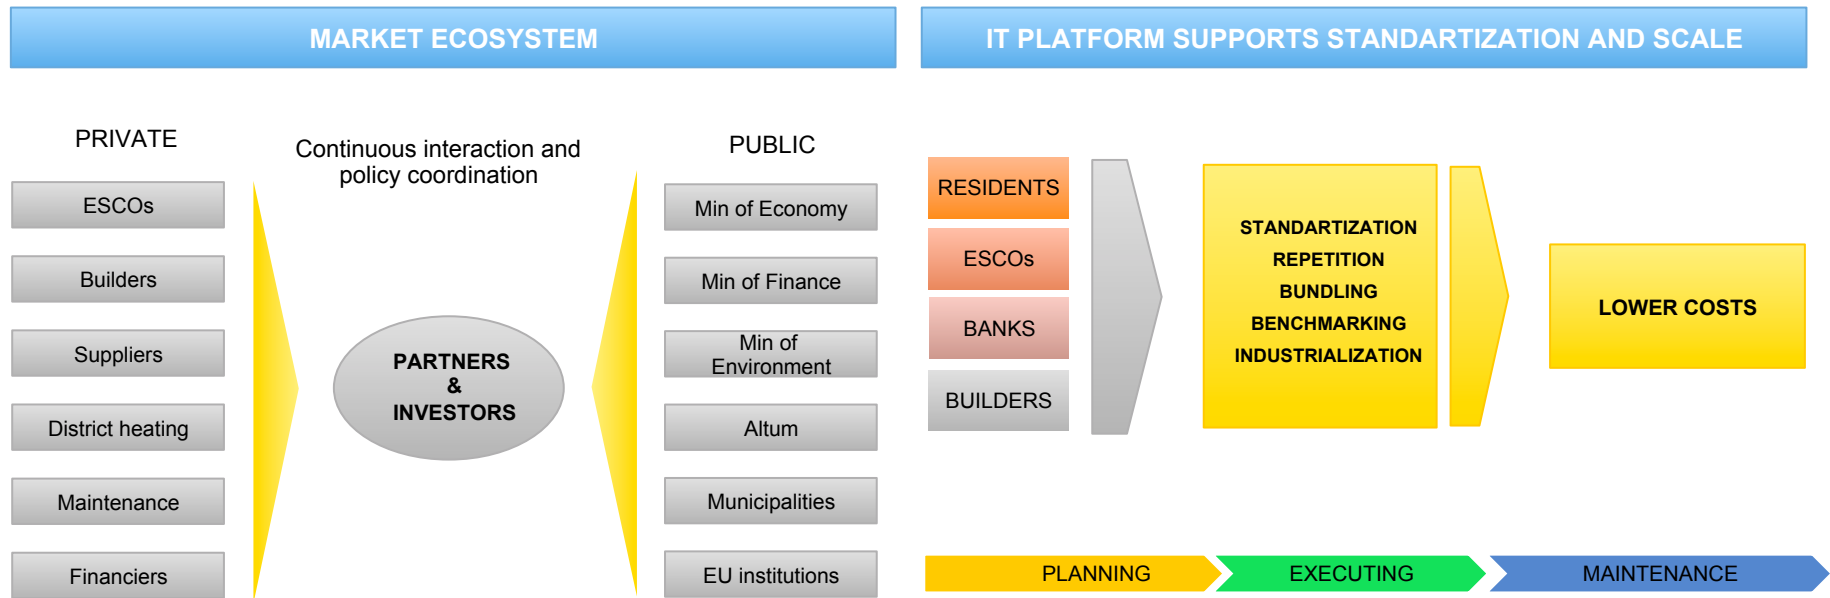 MARKET ECOSYSTEM
PRIVATE
ESCOs
Builders
Suppliers
District heating
Maintenance
Financiers
Continuous interaction and
policy coordination
PARTNERS
&
INVESTORS
PUBLIC
Min of Economy
Min of Finance
Min of
Environment
Altum
Municipalities
EU institutions
IT PLATFORM SUPPORTS STANDARTIZATION AND SCALE
RESIDENTS
ESCOs
BANKS
BUILDERS
STANDARTIZATION
REPETITION
BUNDLING
BENCHMARKING
INDUSTRIALIZATION
LOWER COSTS
PLANNING
EXECUTING
MAINTENANCE